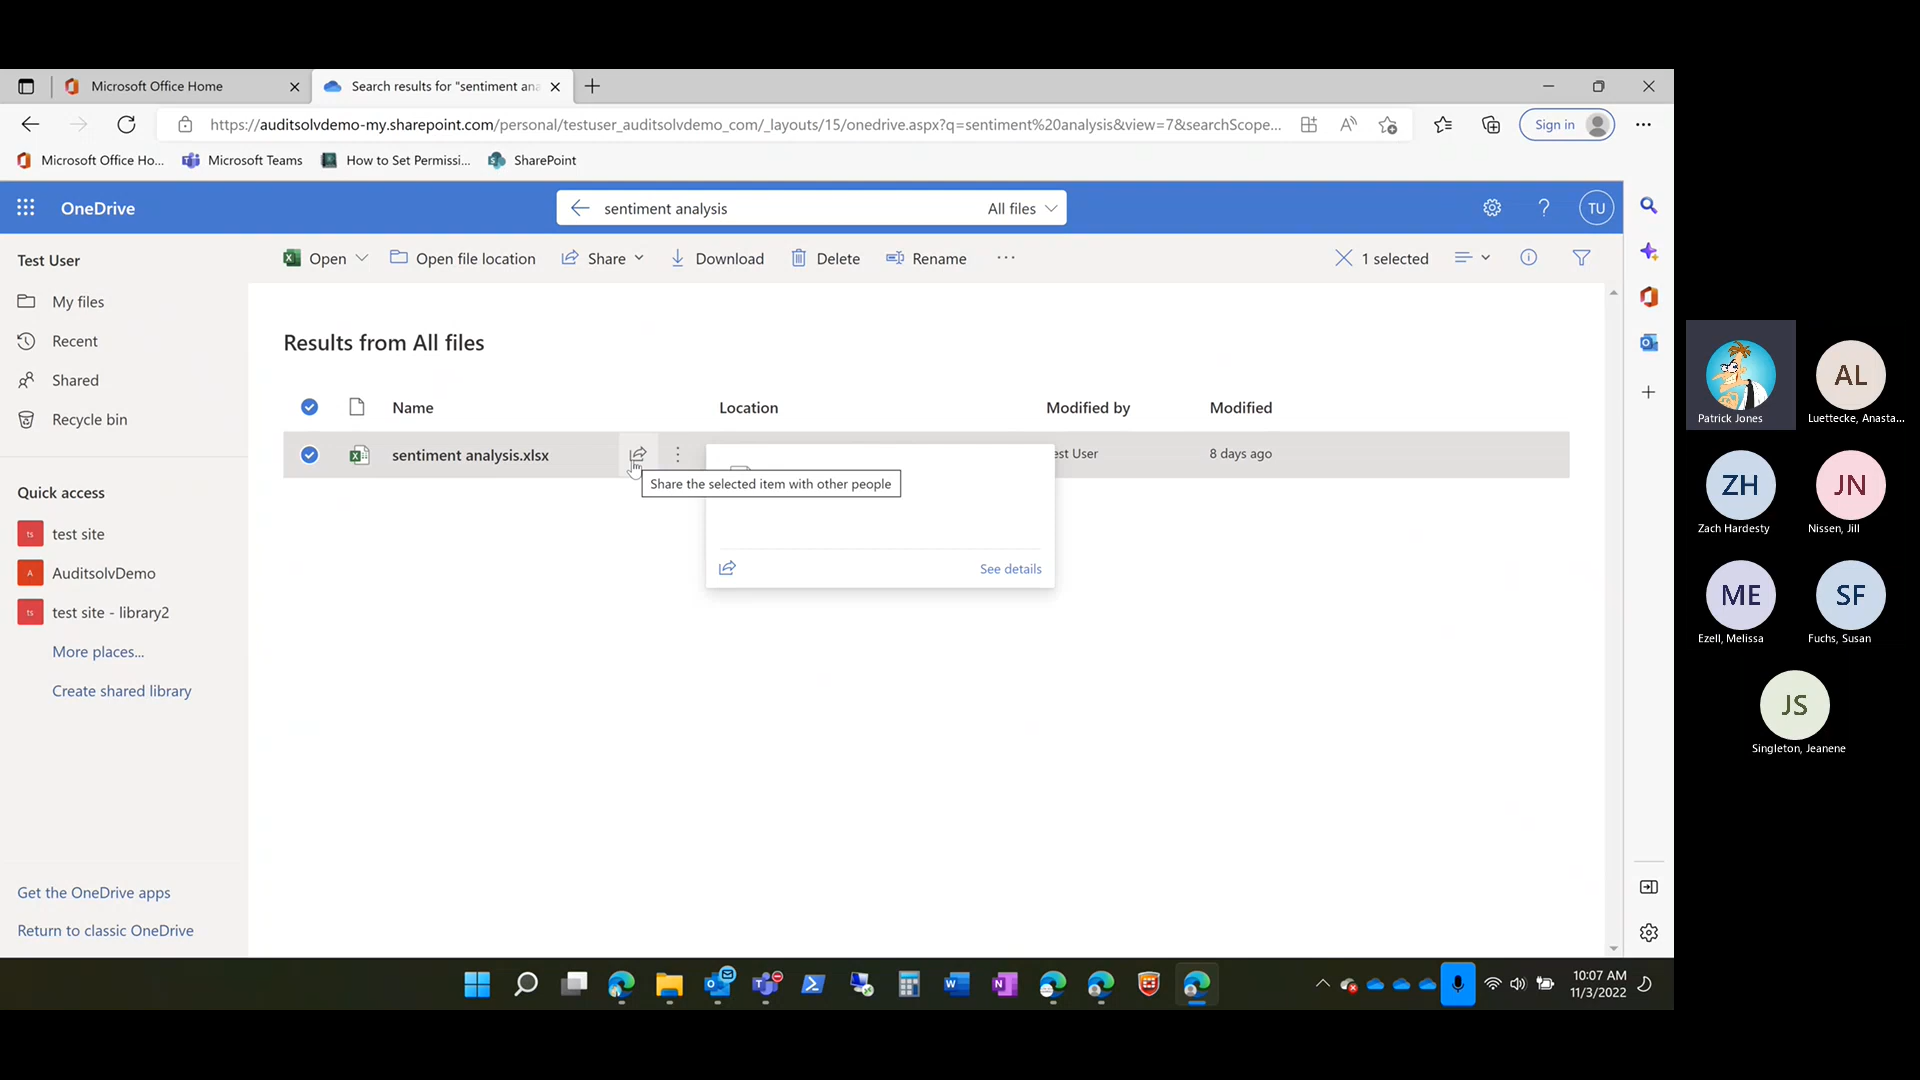 Microsoft Office Home
Search results for "sentiment ana
https://auditsolvdemo-my.sharepoint.com/personal/testuser_auditsolvdemo_com/_layouts/15/onedrive.aspx?q=sentiment%20analysis&view=7&searchScope...
Sign in
Microsoft Office Ho...
Microsoft Teams
How to Set Permissi...
SharePoint
OneDrive
sentiment analysis
All files
TU
Test User
Open
Open file location
Share
Download
Delete
Rename
1 selected
My files
Recent
Shared
Recycle bin
Quick access
ts test site
A AuditsolvDemo
ts test site - library2
More places...
Create shared library
Get the OneDrive apps
Return to classic OneDrive
Results from All files
Name Location Modified by Modified
sentiment analysis.xlsx
est User 8 days ago
Share the selected item with other people
See details
Patrick Jones
AL
Luettecke, Anasta...
ZH
Zach Hardesty
JN
Nissen, Jill
ME
Ezell, Melissa
SF
Fuchs, Susan
JS
Singleton, Jeanene
10:07 AM
11/3/2022